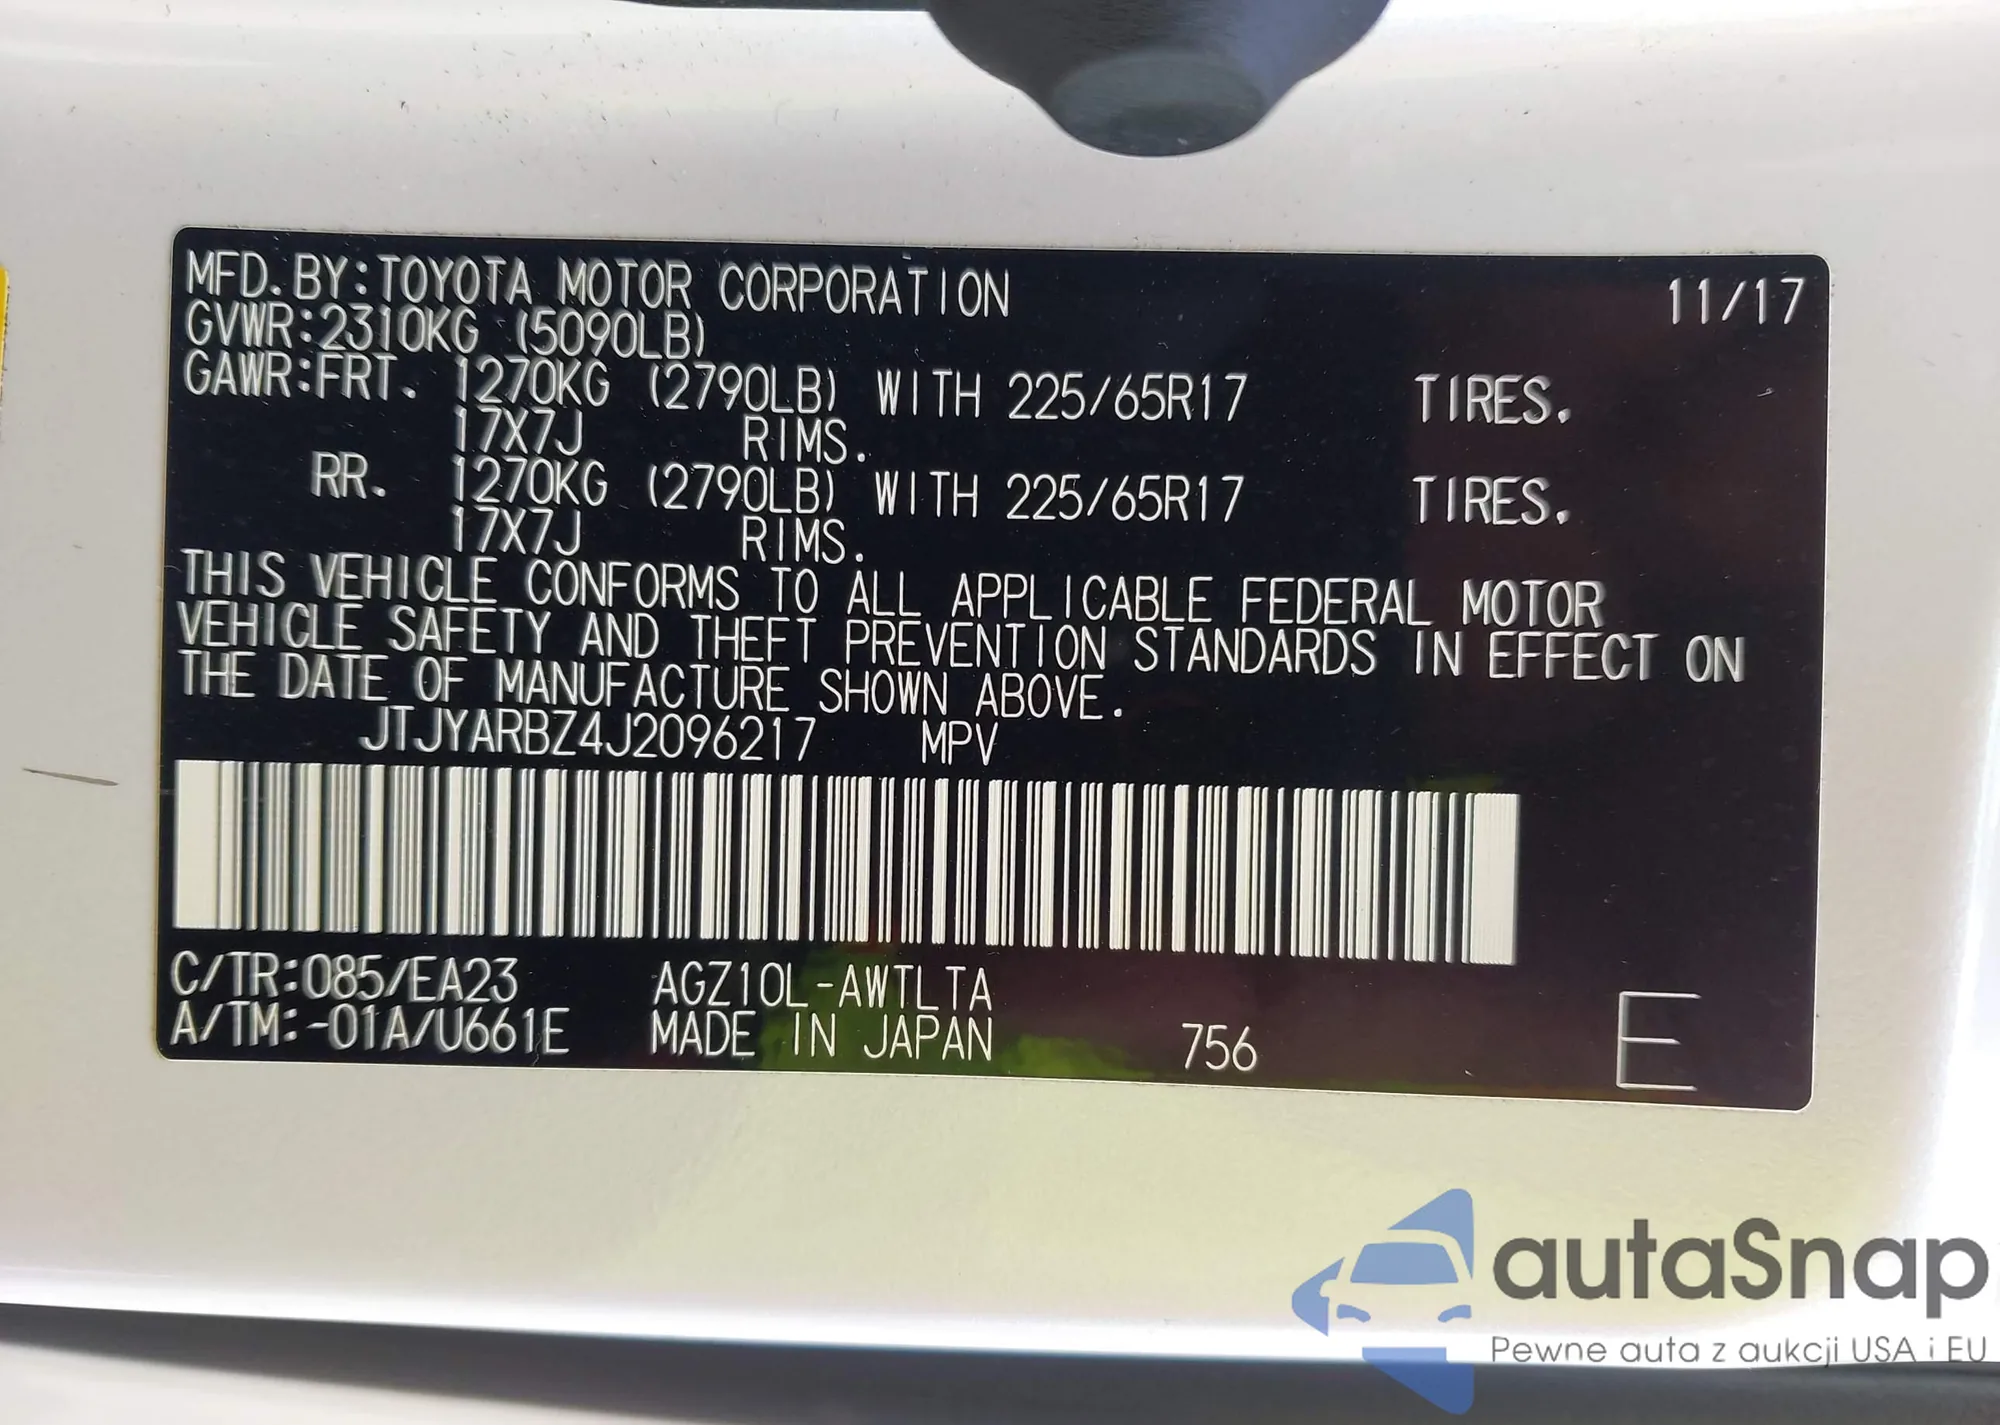 MFD. BY:TOYOTA MOTOR CORPORATION 11/17
GVWR:2310KG (5090LB)
GAWR:FRT. 1270KG (2790LB) WITH 225/65R17 TIRES.
17X7J RIMS.
RR. 1270KG (2790LB) WITH 225/65R17 TIRES.
17X7J RIMS.
THIS VEHICLE CONFORMS TO ALL APPLICABLE FEDERAL MOTOR
VEHICLE SAFETY AND THEFT PREVENTION STANDARDS IN EFFECT ON
THE DATE OF MANUFACTURE SHOWN ABOVE.
JTJYARBZ4J2096217 MPV
C/TR:085/EA23 AGZ10L-AWTLTA
A/TM:-01A/U661E MADE IN JAPAN 756 E
autaSnap
Pewne auta z aukcji USA i EU